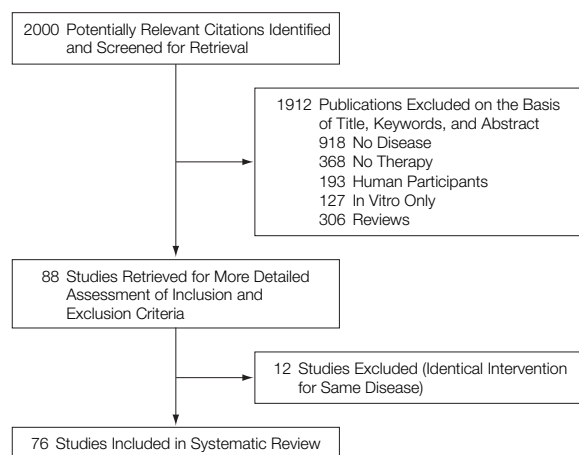 2000 Potentially Relevant Citations Identified
and Screened for Retrieval
1912 Publications Excluded on the Basis
of Title, Keywords, and Abstract
918 No Disease
368 No Therapy
193 Human Participants
127 In Vitro Only
306 Reviews
88 Studies Retrieved for More Detailed
Assessment of Inclusion and
Exclusion Criteria
12 Studies Excluded (Identical Intervention
for Same Disease)
76 Studies Included in Systematic Review